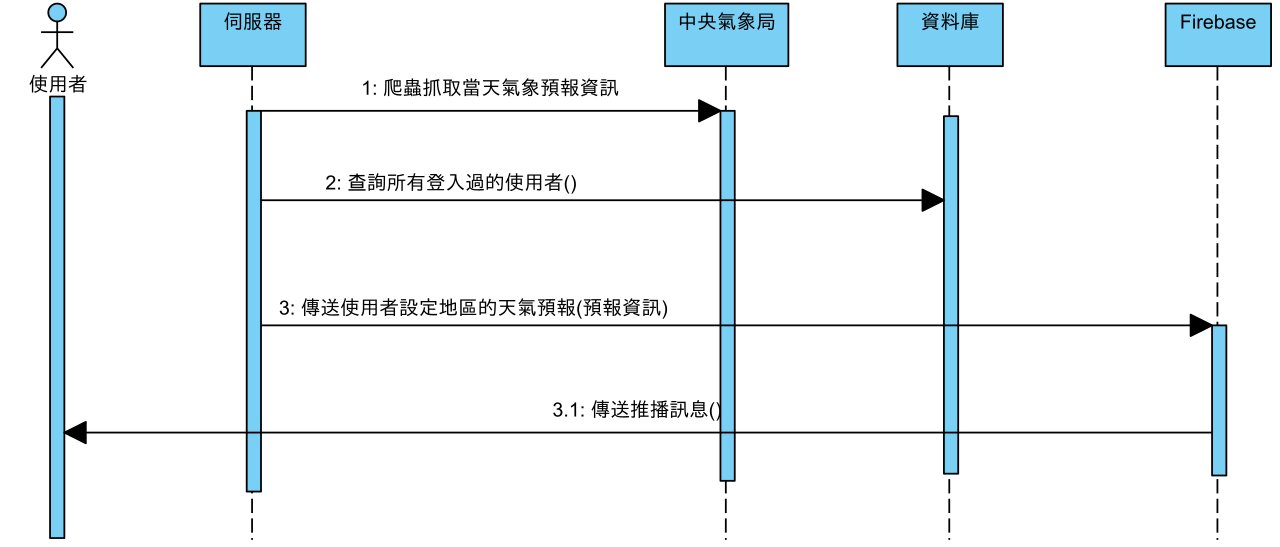 使用者
伺服器
中央氣象局
資料庫
Firebase
1: 爬蟲抓取當天氣象預報資訊
2: 查詢所有登入過的使用者()
3: 傳送使用者設定地區的天氣預報(預報資訊)
3.1: 傳送推播訊息()